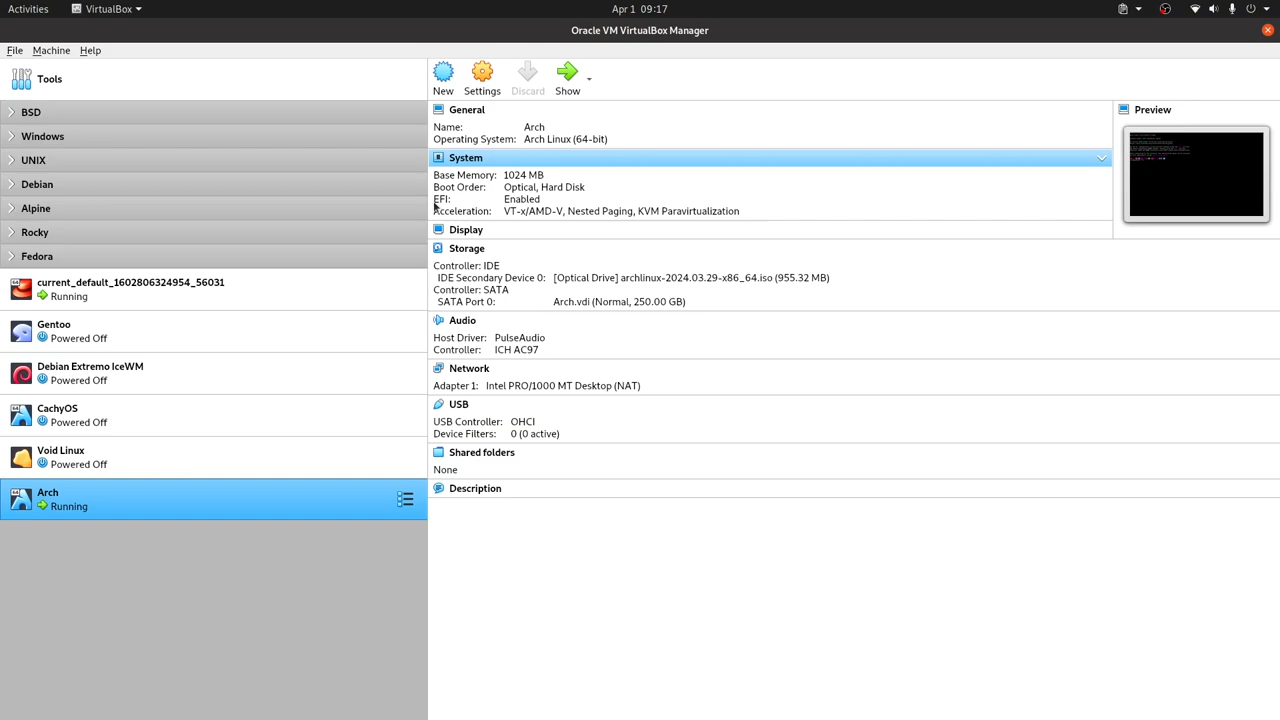 Activities
VirtualBox
Apr 1 09:17
Oracle VM VirtualBox Manager
File
Machine
Help
Tools
BSD
Windows
UNIX
Debian
Alpine
Rocky
Fedora
current_default_1602806324954_56031
Running
Gentoo
Powered Off
Debian Extremo IceWM
Powered Off
CachyOS
Powered Off
Void Linux
Powered Off
Arch
Running
New
Settings
Discard
Show
General
Name: Arch
Operating System: Arch Linux (64-bit)
System
Base Memory: 1024 MB
Boot Order: Optical, Hard Disk
EFI: Enabled
Acceleration: VT-x/AMD-V, Nested Paging, KVM Paravirtualization
Display
Storage
Controller: IDE
IDE Secondary Device 0: [Optical Drive] archlinux-2024.03.29-x86_64.iso (955.32 MB)
Controller: SATA
SATA Port 0: Arch.vdi (Normal, 250.00 GB)
Audio
Host Driver: PulseAudio
Controller: ICH AC97
Network
Adapter 1: Intel PRO/1000 MT Desktop (NAT)
USB
USB Controller: OHCI
Device Filters: 0 (0 active)
Shared folders
None
Description
Preview